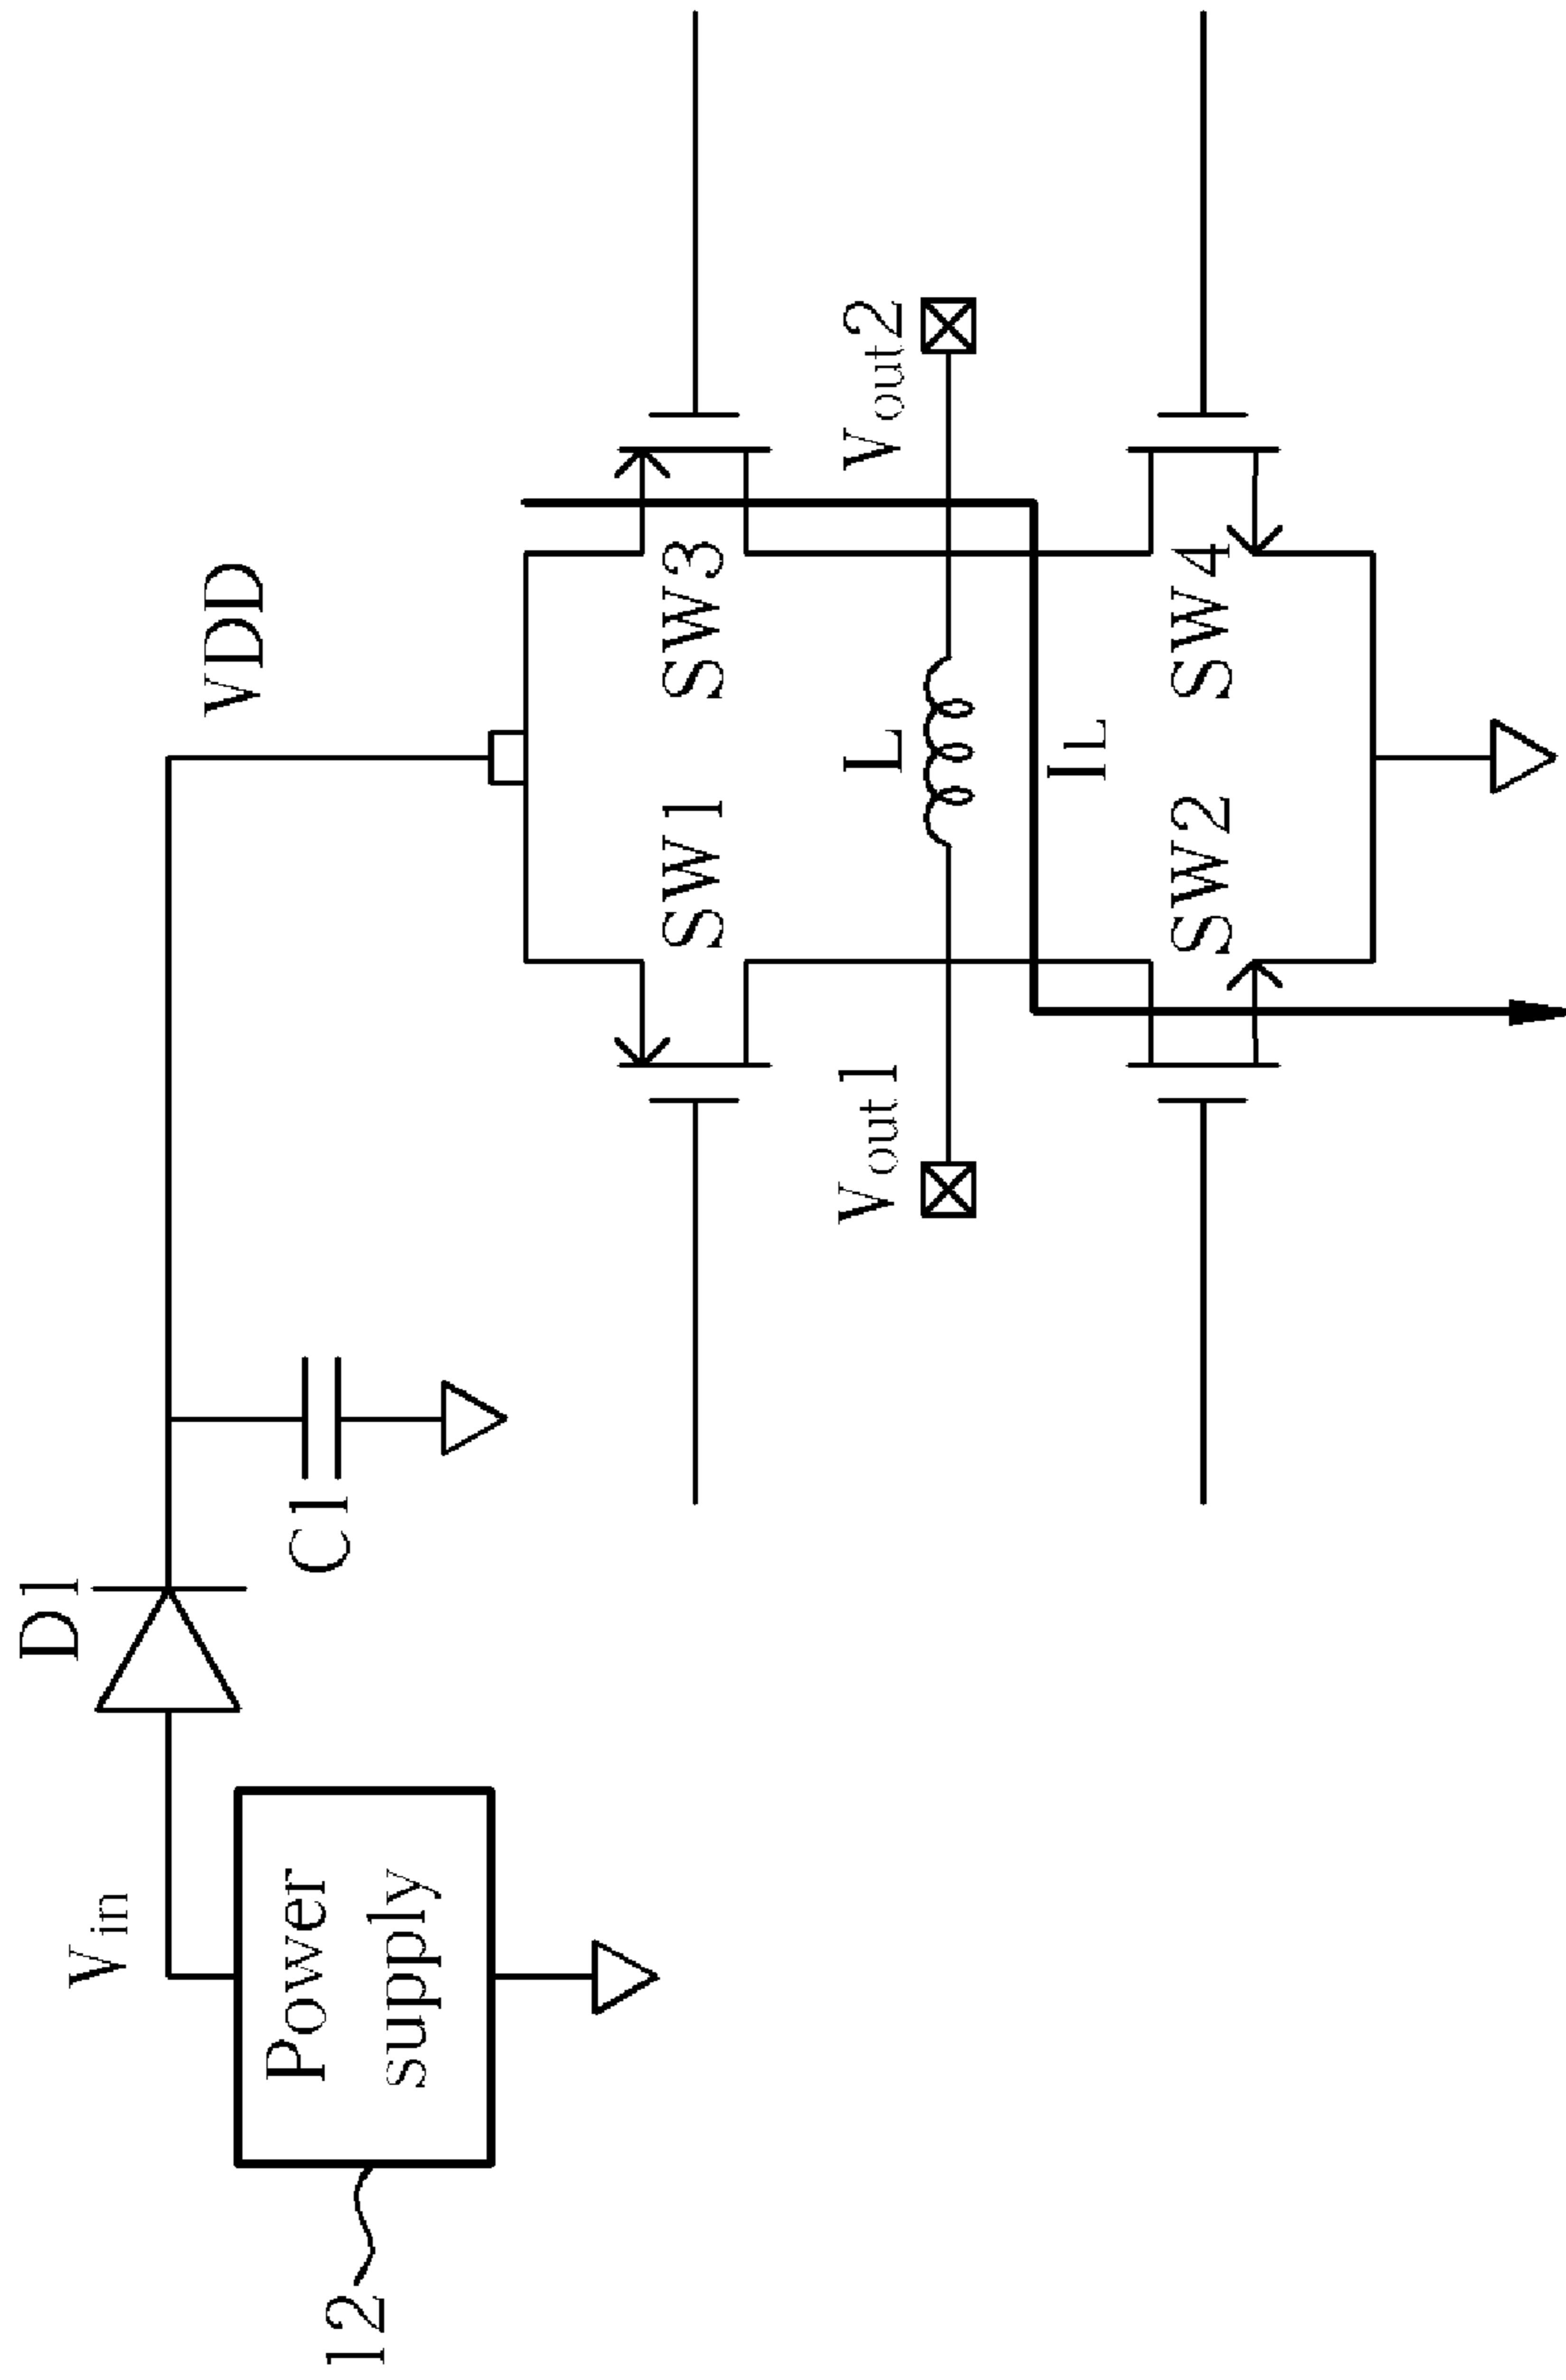 D1
Vin
VDD
C1
Power
supply
12
SW1
SW3
Vout1
L
Vout2
IL
SW2
SW4